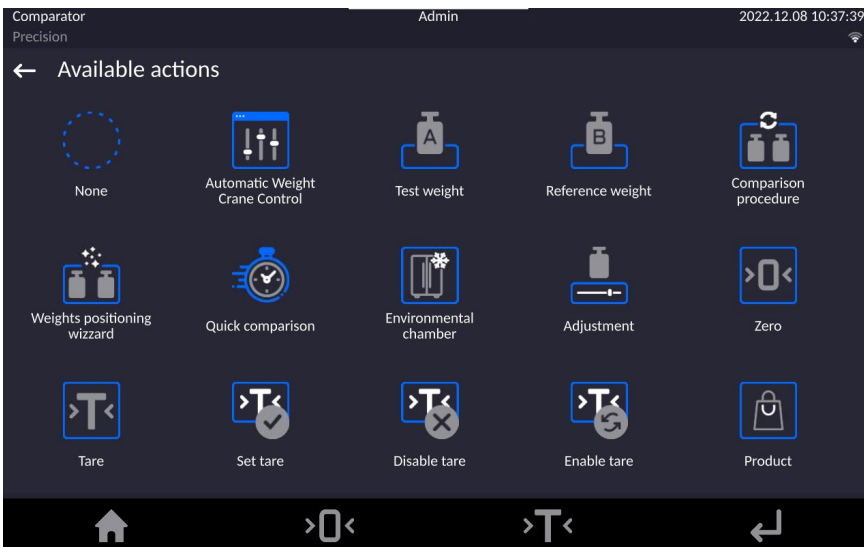 Comparator Admin 2022.12.08 10:37:39
Precision
Available actions
A B
None Automatic Weight Crane Control Test weight Reference weight Comparison procedure
Weights positioning wizzard Quick comparison Environmental chamber Adjustment Zero
>0<
>T< >T< >T< >T<
Tare Set tare Disable tare Enable tare Product
>0< >T<